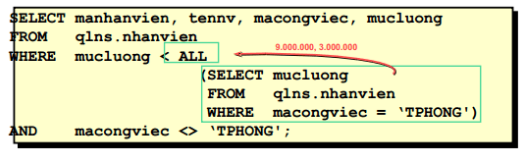 SELECT manhanvien, tennv, macongviec, mucluong
FROM qlns.nhanvien
9.000.000, 3.000.000
WHERE mucluong < ALL
(SELECT mucluong
FROM qlns.nhanvien
WHERE macongviec = ‘TPHONG')
AND macongviec <> ‘TPHONG';